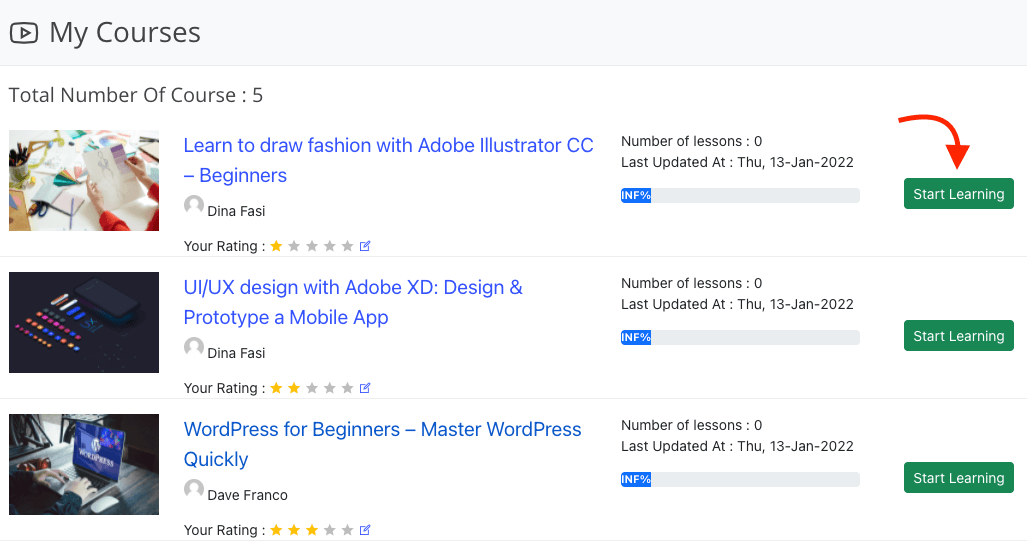 My Courses
Total Number Of Course : 5
Learn to draw fashion with Adobe Illustrator CC
– Beginners
Dina Fasi
Your Rating :
Number of lessons : 0
Last Updated At : Thu, 13-Jan-2022
INF%
Start Learning
UI/UX design with Adobe XD: Design &
Prototype a Mobile App
Dina Fasi
Your Rating :
Number of lessons : 0
Last Updated At : Thu, 13-Jan-2022
INF%
Start Learning
WordPress for Beginners – Master WordPress
Quickly
Dave Franco
Your Rating :
Number of lessons : 0
Last Updated At : Thu, 13-Jan-2022
INF%
Start Learning
WORDPRESS